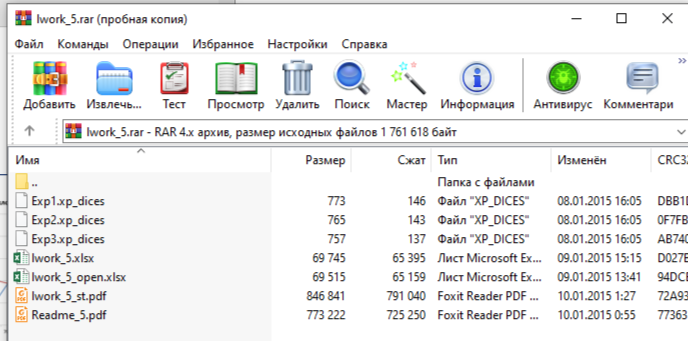 lwork_5.rar (пробная копия)
Файл Команды Операции Избранное Настройки Справка
Добавить Извлечь... Тест Просмотр Удалить Поиск Мастер Информация Антивирус Комментари
lwork_5.rar - RAR 4.x архив, размер исходных файлов 1 761 618 байт
Имя Размер Сжат Тип Изменён CRC32
.. Папка с файлами
Exp1.xp_dices 773 146 Файл "XP_DICES" 08.01.2015 16:05 DBB1D
Exp2.xp_dices 765 143 Файл "XP_DICES" 08.01.2015 16:05 0F7FB
Exp3.xp_dices 757 137 Файл "XP_DICES" 08.01.2015 16:05 AB740
lwork_5.xlsx 69 745 65 395 Лист Microsoft Ex... 09.01.2015 15:15 D027B
lwork_5_open.xlsx 69 515 65 159 Лист Microsoft Ex... 09.01.2015 13:41 94DCE
lwork_5_st.pdf 846 841 791 040 Foxit Reader PDF ... 10.01.2015 1:27 72A93
Readme_5.pdf 773 222 725 250 Foxit Reader PDF ... 10.01.2015 0:55 77363